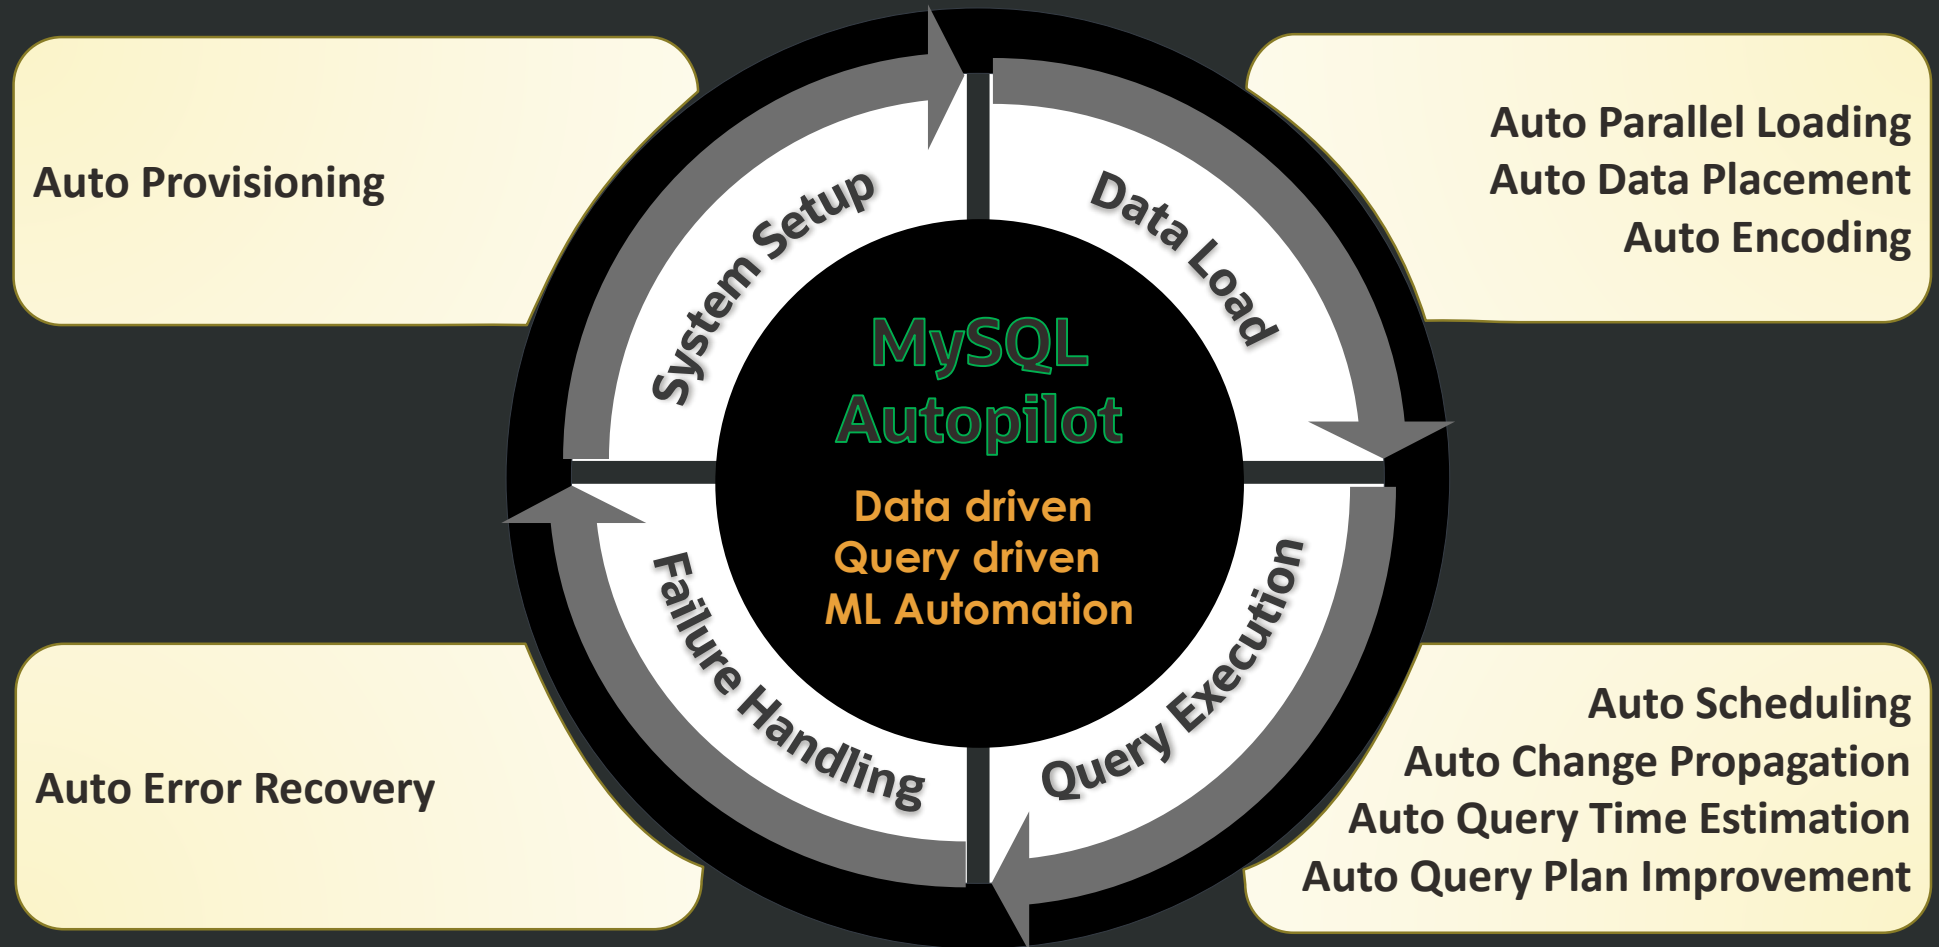 Auto Provisioning
System Setup
Data Load
Auto Parallel Loading
Auto Data Placement
Auto Encoding
MySQL
Autopilot
Data driven
Query driven
ML Automation
Auto Error Recovery
Failure Handling
Query Execution
Auto Scheduling
Auto Change Propagation
Auto Query Time Estimation
Auto Query Plan Improvement